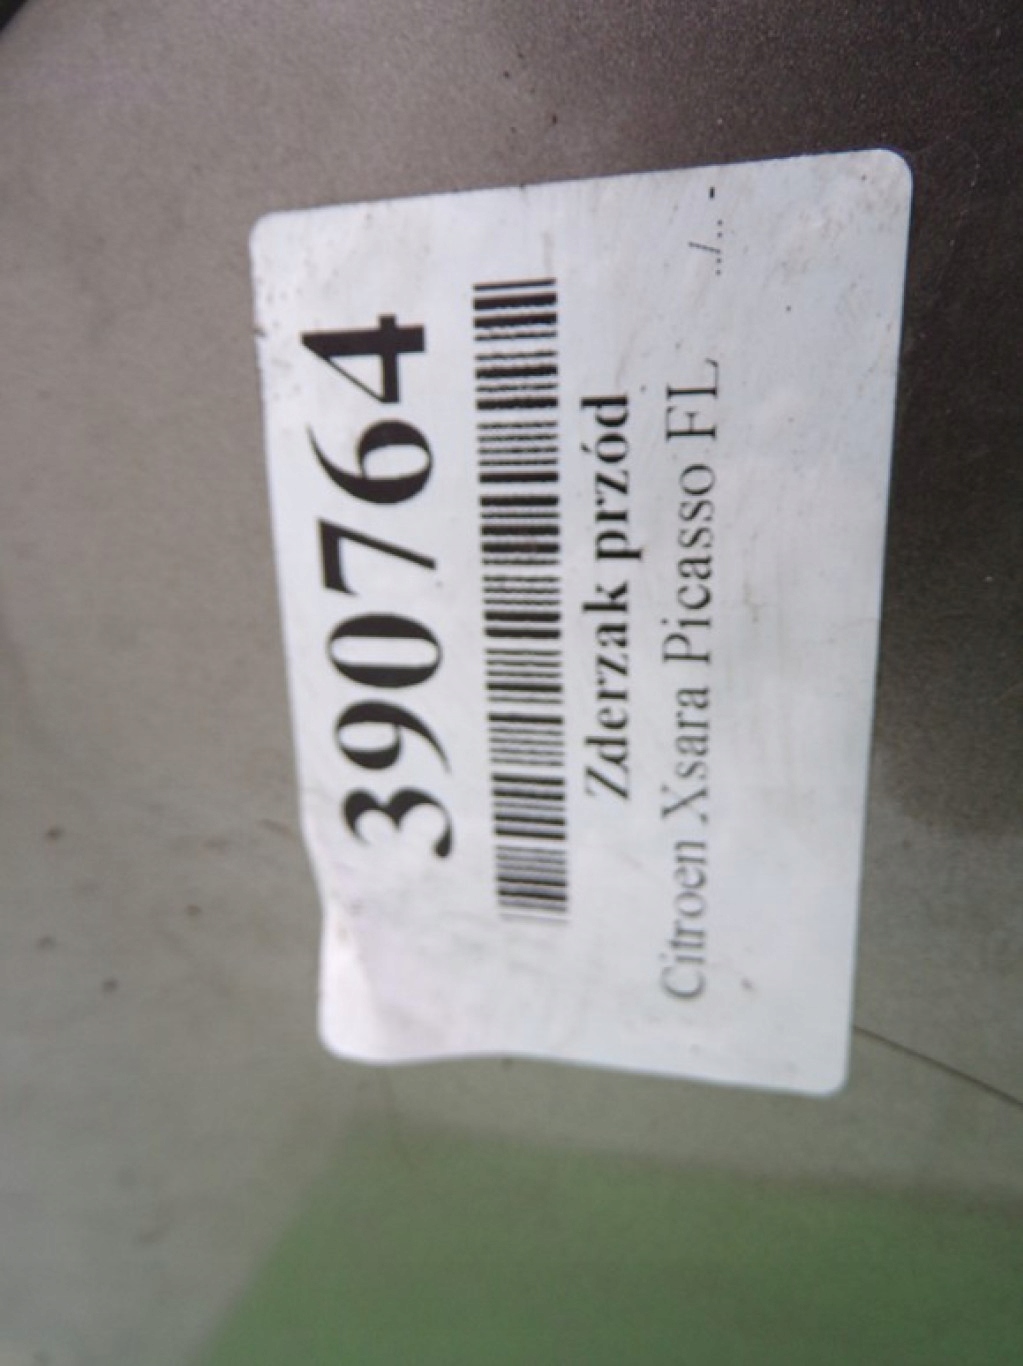 390764
Zderzak przód
Citroen Xsara Picasso FL
../.. -